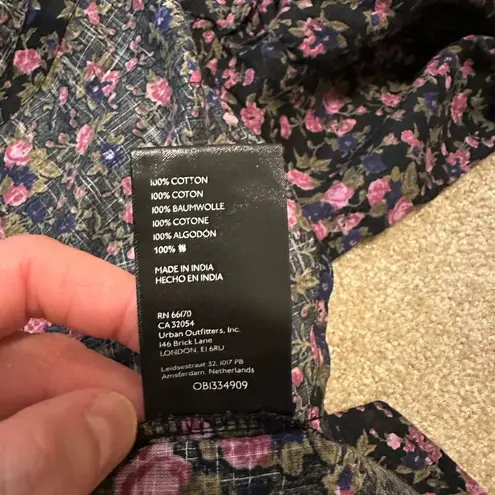 100% COTTON
100% COTON
100% BAUMWOLLE
100% COTONE
100% ALGODÓN
100% 棉
MADE IN INDIA
HECHO EN INDIA
RN 66170
CA 32054
Urban Outfitters, Inc.
146 Brick Lane
LONDON, E1 6RU
Leidsestraat 32, 1017 PB
Amsterdam, Netherlands
OB1334909